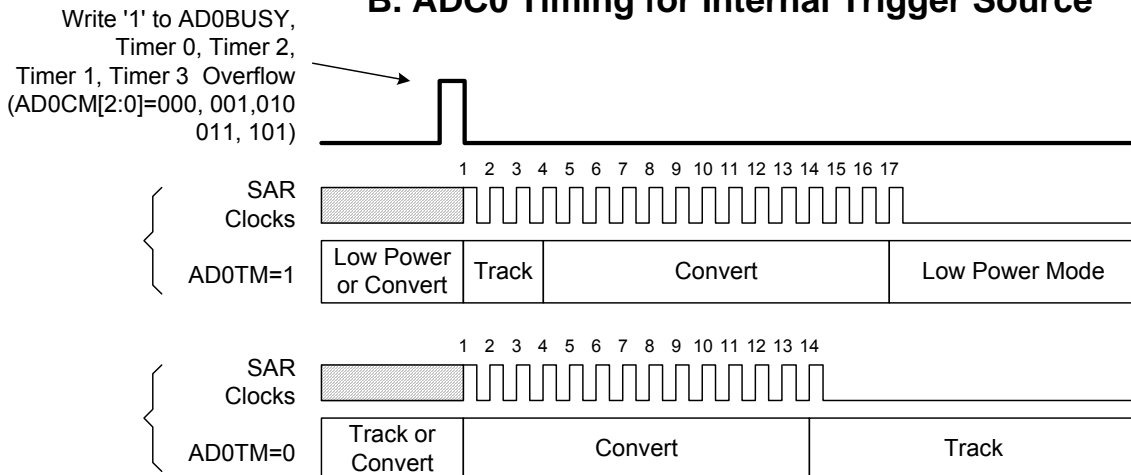 B. ADC0 Timing for Internal Trigger Source
Write '1' to AD0BUSY,
Timer 0, Timer 2,
Timer 1, Timer 3 Overflow
(AD0CM[2:0]=000, 001,010
011, 101)
1 2 3 4 5 6 7 8 9 10 11 12 13 14 15 16 17
SAR
Clocks
AD0TM=1
Low Power
or Convert
Track
Convert
Low Power Mode
1 2 3 4 5 6 7 8 9 10 11 12 13 14
SAR
Clocks
AD0TM=0
Track or
Convert
Convert
Track